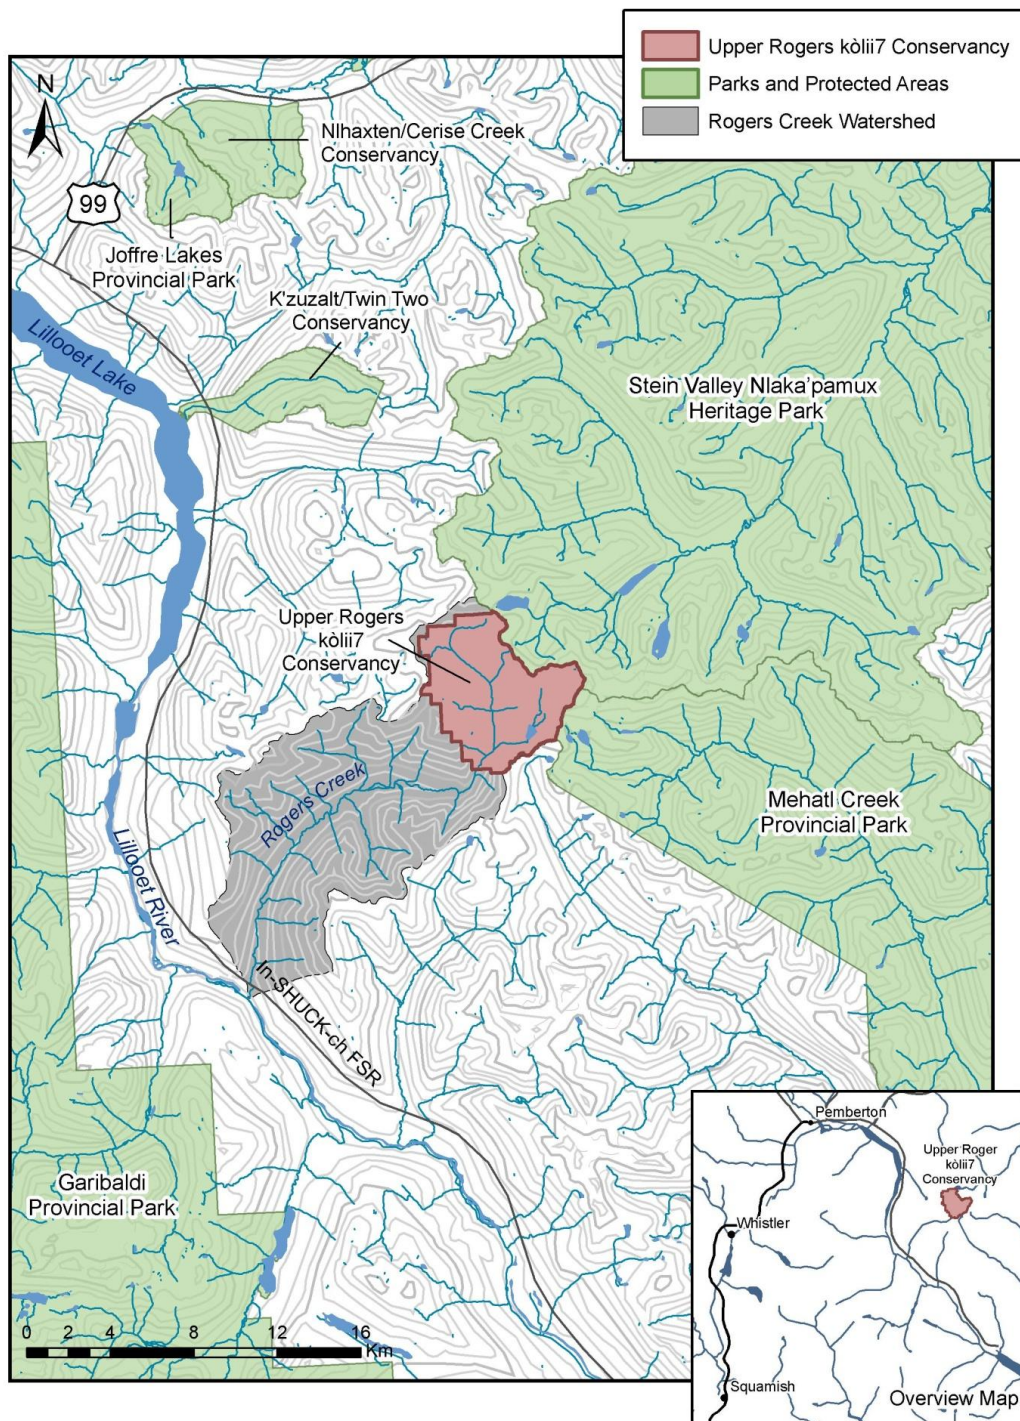 Upper Rogers kòlii7 Conservancy
Parks and Protected Areas
Rogers Creek Watershed
N
Nlhaxten/Cerise Creek
Conservancy
99
Joffre Lakes
Provincial Park
K'zuzalt/Twin Two
Conservancy
Lillooet Lake
Stein Valley Nlaka'pamux
Heritage Park
Upper Rogers
kòlii7
Conservancy
Rogers Creek
Mehatl Creek
Provincial Park
Lillooet River
In-SHUCK-ch FSR
Garibaldi
Provincial Park
0 2 4 8 12 16
Km
Pemberton
Upper Roger
kòlii7
Conservancy
Whistler
Squamish
Overview Map